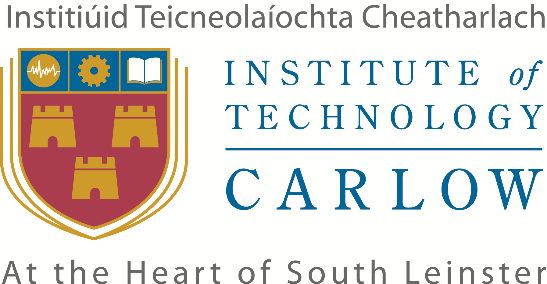 Institiúid Teicneolaíochta Cheatharlach
INSTITUTE of
TECHNOLOGY
CARLOW
At the Heart of South Leinster